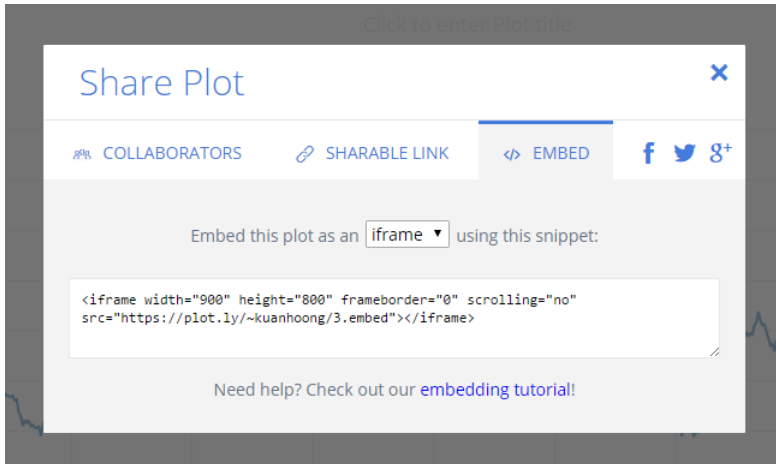 Click to enter Plot title
Share Plot
COLLABORATORS SHARABLE LINK </> EMBED
Embed this plot as an iframe using this snippet:
<iframe width="900" height="800" frameborder="0" scrolling="no"
src="https://plot.ly/~kuanhoong/3.embed"></iframe>
Need help? Check out our embedding tutorial!